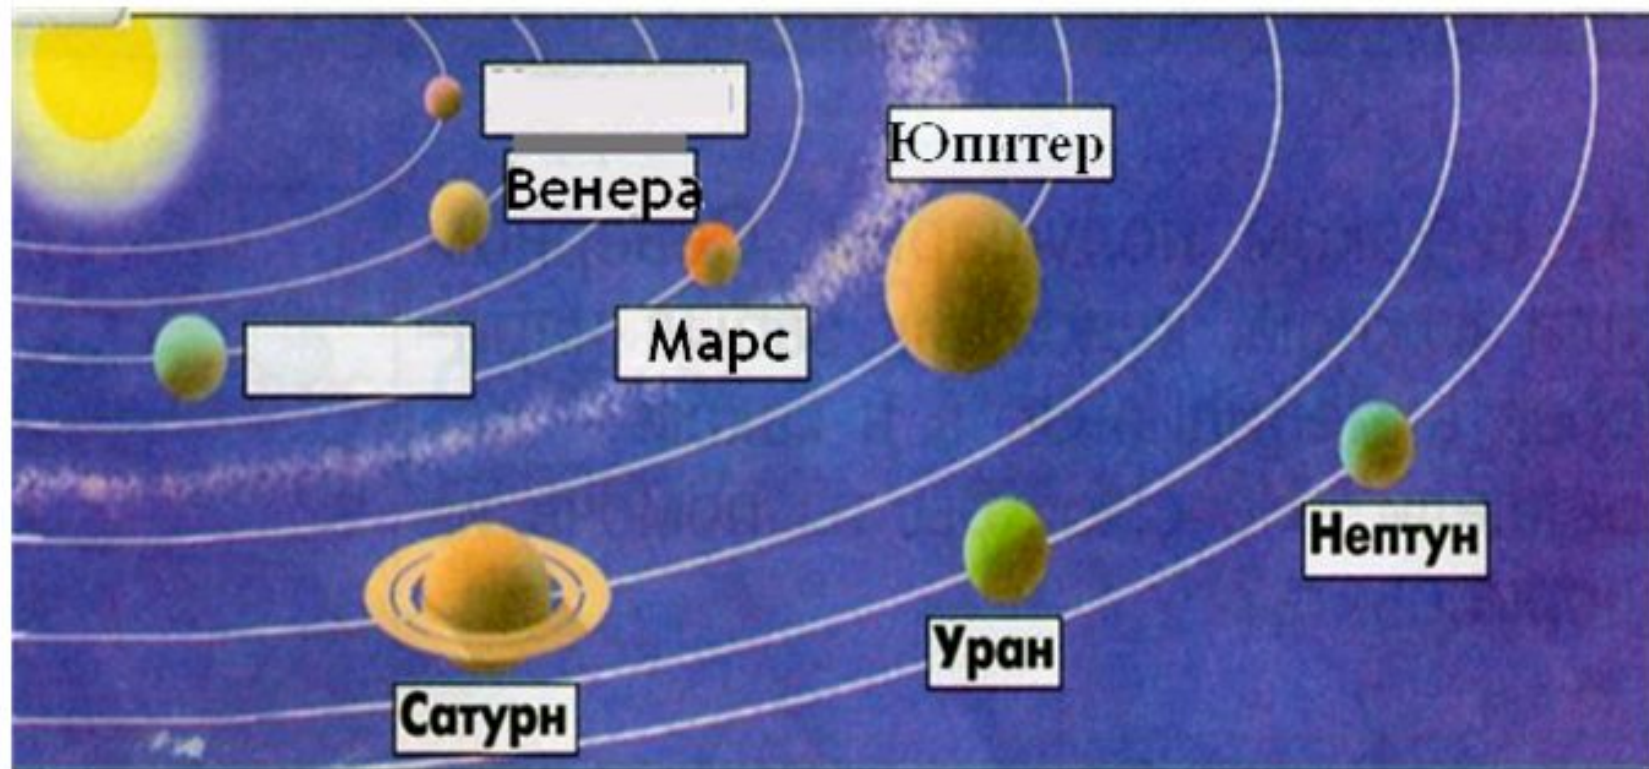 Юпитер
Венера
Марс
Нептун
Уран
Сатурн